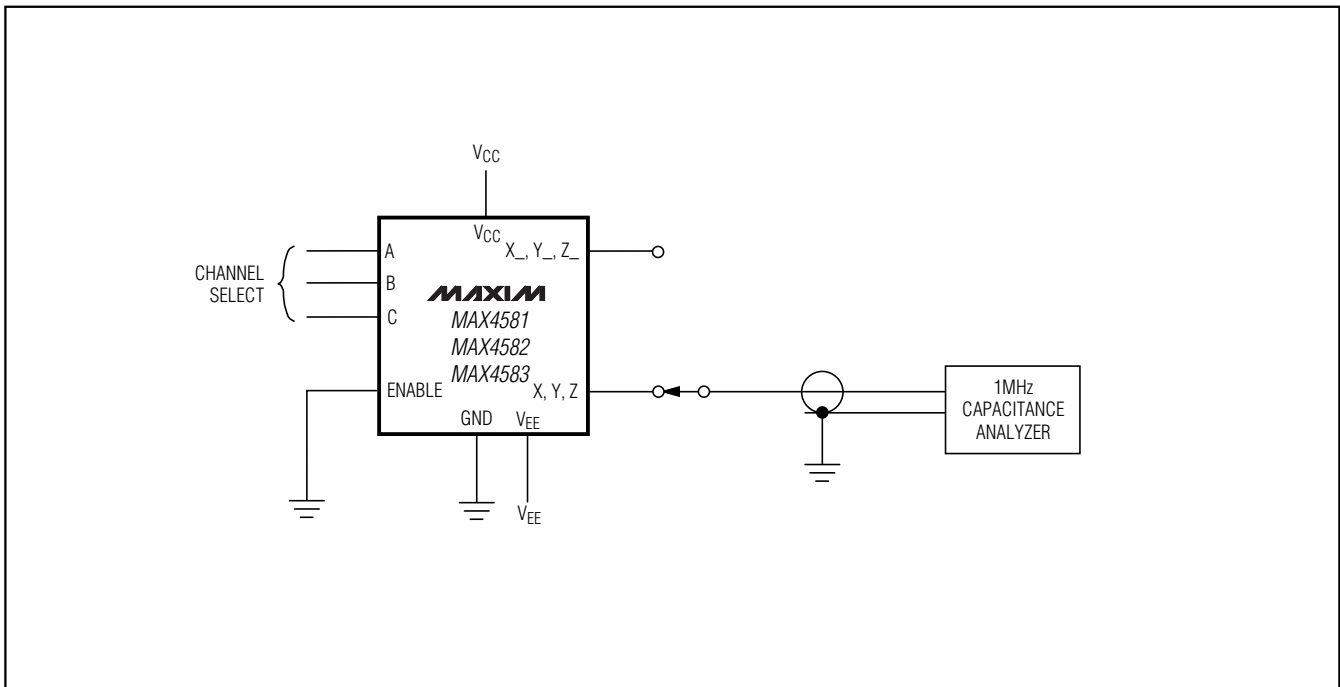 VCC
VCC
A
X_, Y_, Z_
CHANNEL
SELECT
B
MAXIM
C
MAX4581
MAX4582
MAX4583
ENABLE
X, Y, Z
1MHz
CAPACITANCE
ANALYZER
GND
VEE
VEE